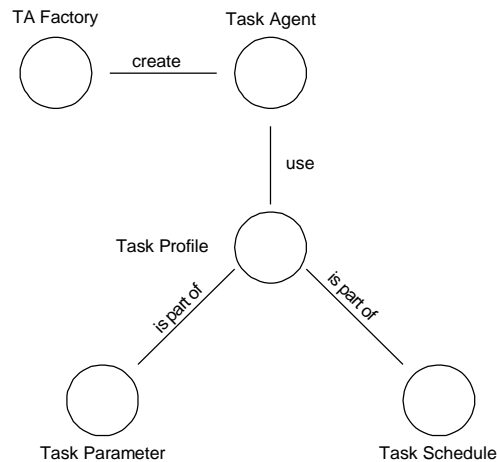 TA Factory
Task Agent
create
use
Task Profile
is part of
is part of
Task Parameter
Task Schedule